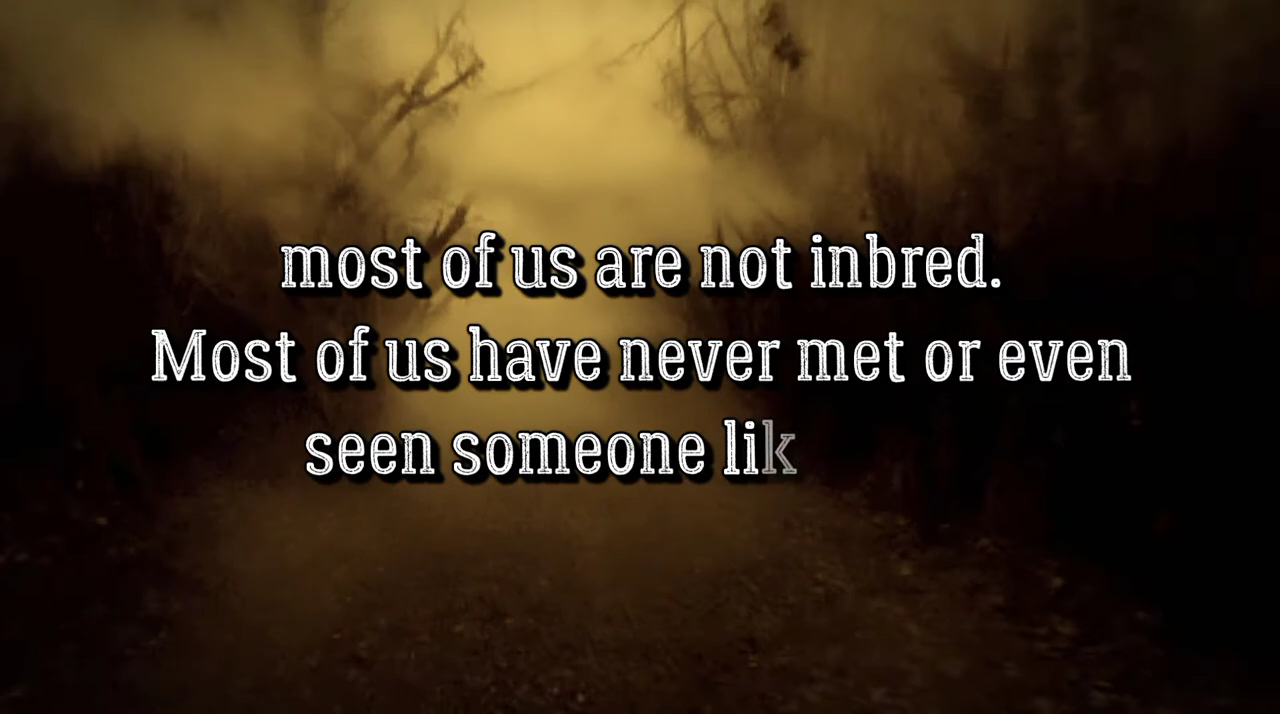 most of us are not inbred.
Most of us have never met or even
seen someone lik